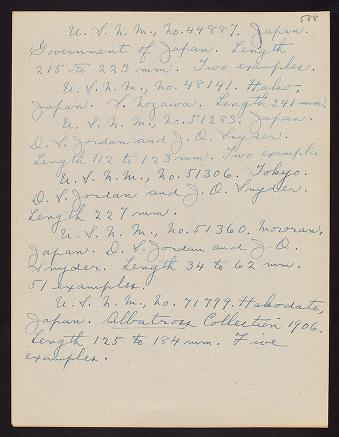 588
U. S. N. M., No. 44887. Japan.
Government of Japan. Length
215 to 223 mm. Two examples.
U. S. N. M., No. 48141. Hako,
Japan. S. Nozawa. Length 241 mm.
U. S. N. M., No. 51283. Japan.
D. S. Jordan and J. O. Snyder.
Length 112 to 123 mm. Two examples
U. S. N. M., No. 51306. Tokyo.
D. S. Jordan and J. O. Snyder.
Length 227 mm.
U. S. N. M., No. 51360.
Japan. D. S. Jordan and J. O.
Snyder. Length 34 to 62 mm.
51 examples.
U. S. N. M., No. 71799. Hakodate,
Japan. Albatross Collection 1906.
Length 125 to 184 mm. Five
examples.